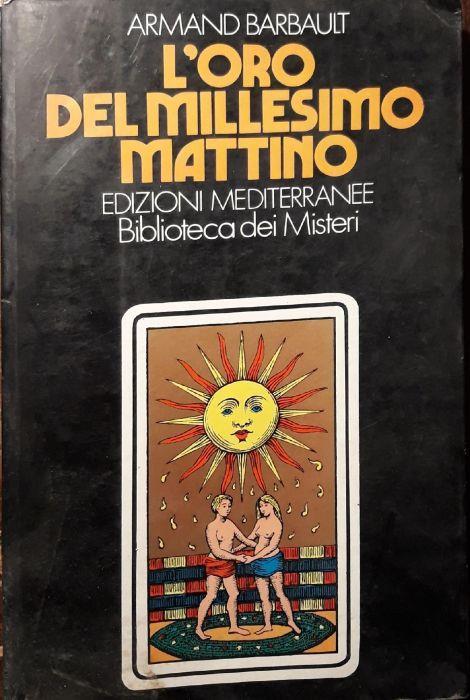 ARMAND BARBAULT
L'ORO
DEL MILLESIMO
MATTINO
EDIZIONI MEDITERRANEE
Biblioteca dei Misteri